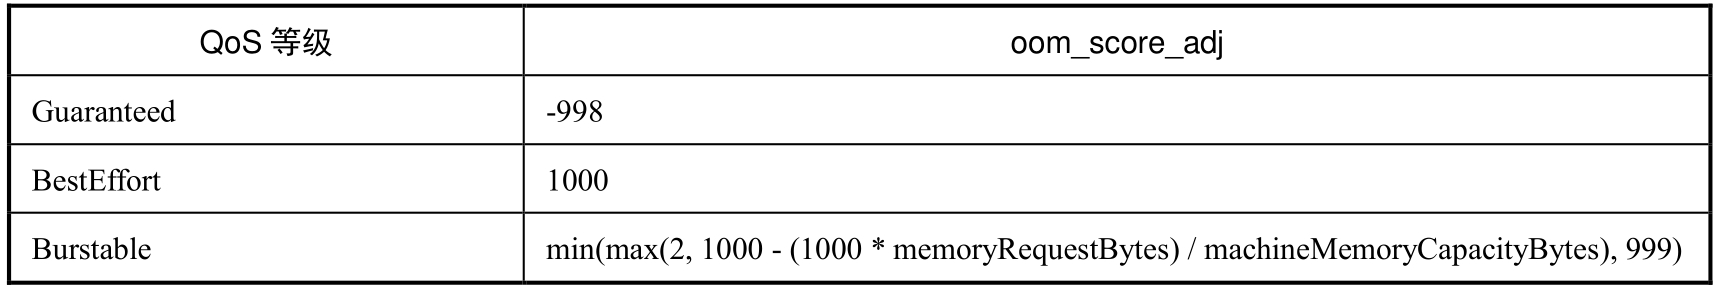 QoS 等级 oom_score_adj
Guaranteed -998
BestEffort 1000
Burstable min(max(2, 1000 - (1000 * memoryRequestBytes) / machineMemoryCapacityBytes), 999)